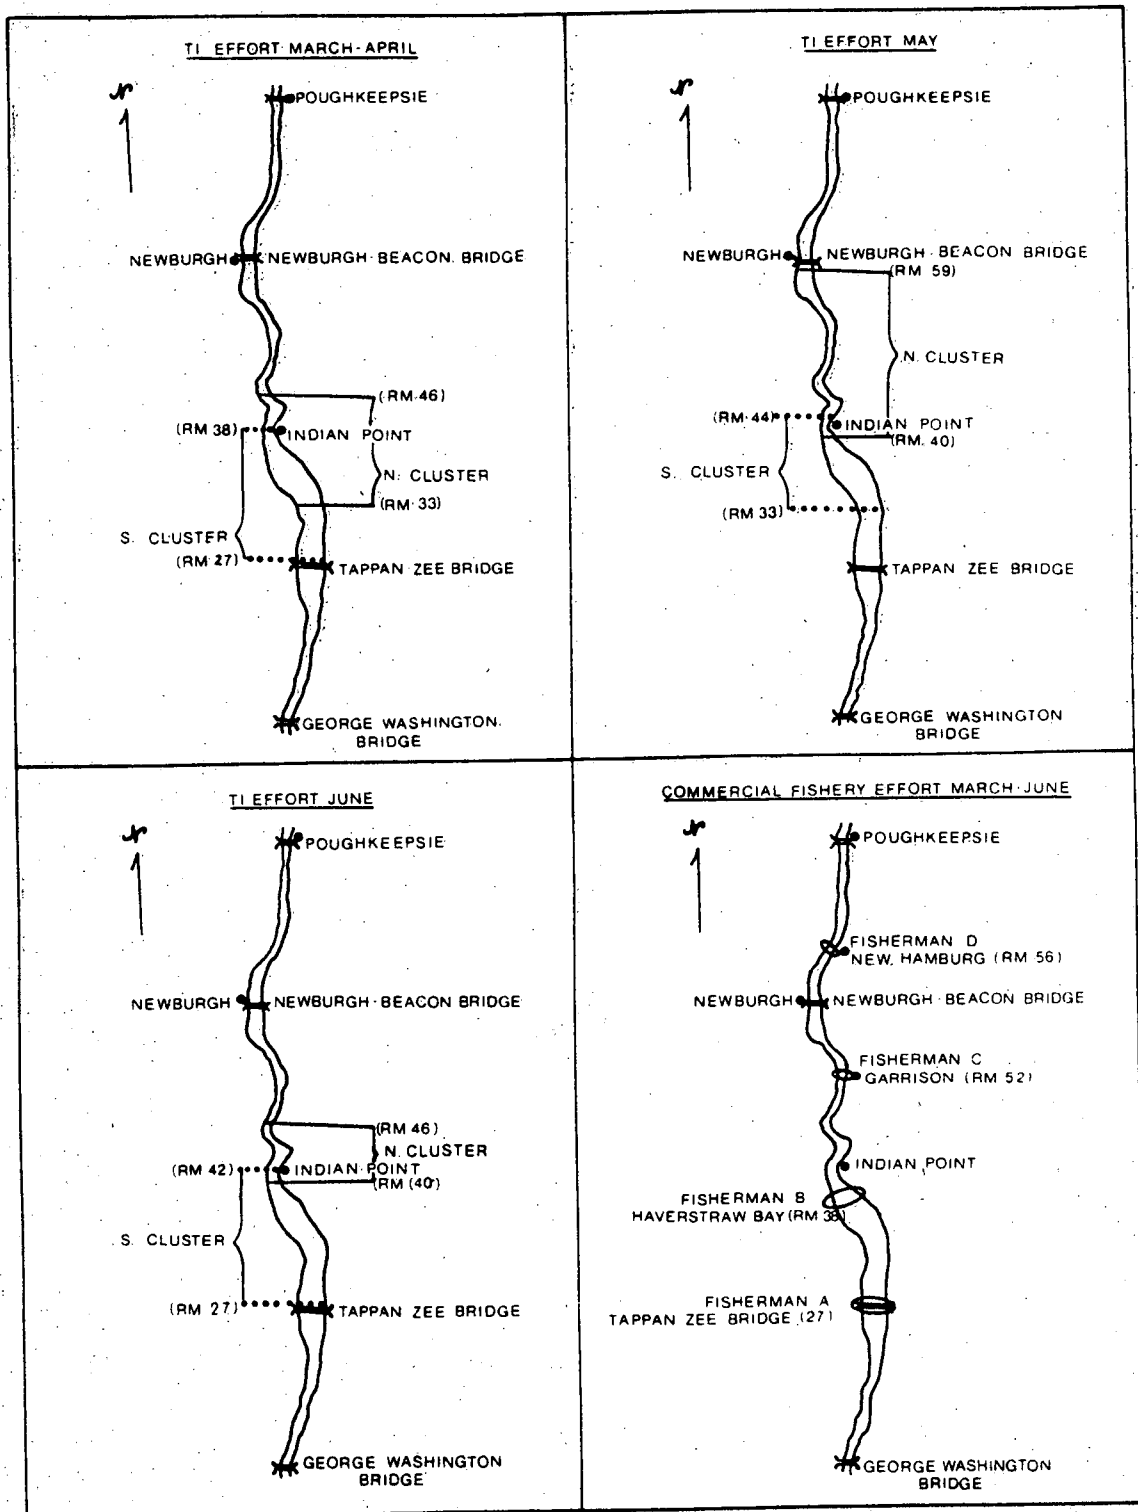 TI EFFORT MARCH-APRIL
N
POUGHKEEPSIE
NEWBURGH
NEWBURGH-BEACON BRIDGE
(RM 46)
(RM 38)
INDIAN POINT
N. CLUSTER
(RM 33)
S. CLUSTER
(RM 27)
TAPPAN ZEE BRIDGE
GEORGE WASHINGTON
BRIDGE
TI EFFORT MAY
N
POUGHKEEPSIE
NEWBURGH
NEWBURGH-BEACON BRIDGE
(RM 59)
N. CLUSTER
(RM 44)
INDIAN POINT
(RM 40)
S. CLUSTER
(RM 33)
TAPPAN ZEE BRIDGE
GEORGE WASHINGTON
BRIDGE
TI EFFORT JUNE
N
POUGHKEEPSIE
NEWBURGH
NEWBURGH-BEACON BRIDGE
(RM 46)
N. CLUSTER
(RM 42)
INDIAN POINT
(RM (40)
S. CLUSTER
(RM 27)
TAPPAN ZEE BRIDGE
GEORGE WASHINGTON
BRIDGE
COMMERCIAL FISHERY EFFORT MARCH-JUNE
N
POUGHKEEPSIE
FISHERMAN D
NEW HAMBURG (RM 56)
NEWBURGH
NEWBURGH-BEACON BRIDGE
FISHERMAN C
GARRISON (RM 52)
INDIAN POINT
FISHERMAN B
HAVERSTRAW BAY (RM 38)
FISHERMAN A
TAPPAN ZEE BRIDGE (27)
GEORGE WASHINGTON
BRIDGE